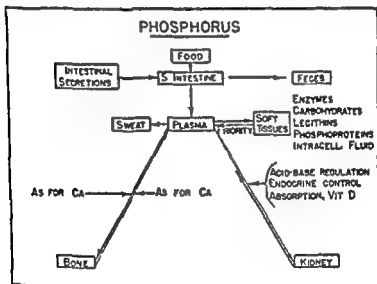 PHOSPHORUS
FOOD
INTESTINAL
SECRETIONS
S INTESTINE
FECES
SWEAT
PLASMA
PRIORITY
SOFT
TISSUES
ENZYMES
CARBOHYDRATES
LECITHINS
PHOSPHOPROTEINS
INTRACELL FLUID
AS FOR CA
AS FOR CA
ACID-BASE REGULATION
ENDOCRINE CONTROL
ABSORPTION, VIT D
BONE
KIDNEY